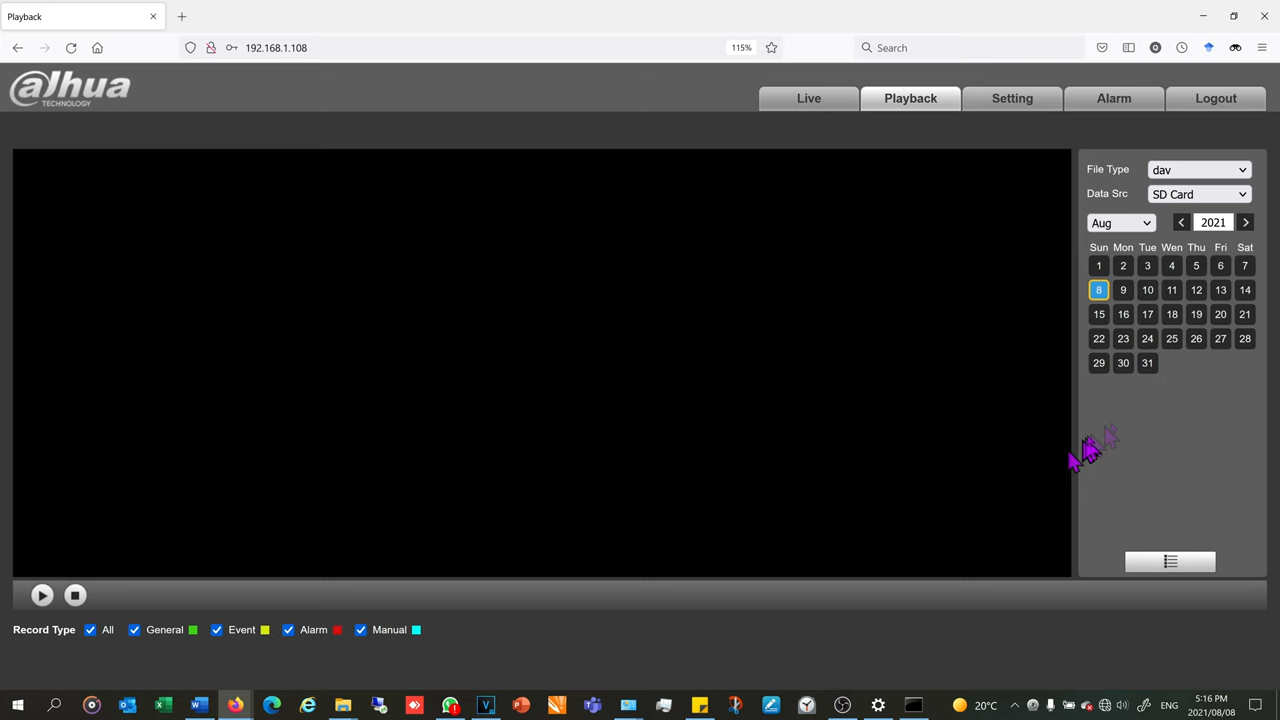 Playback
192.168.1.108
115%
Search
alhua
TECHNOLOGY
Live
Playback
Setting
Alarm
Logout
File Type
dav
Data Src
SD Card
Aug
2021
Sun Mon Tue Wen Thu Fri Sat
1 2 3 4 5 6 7
8 9 10 11 12 13 14
15 16 17 18 19 20 21
22 23 24 25 26 27 28
29 30 31
Record Type All General Event Alarm Manual
20°C
ENG
5:16 PM
2021/08/08